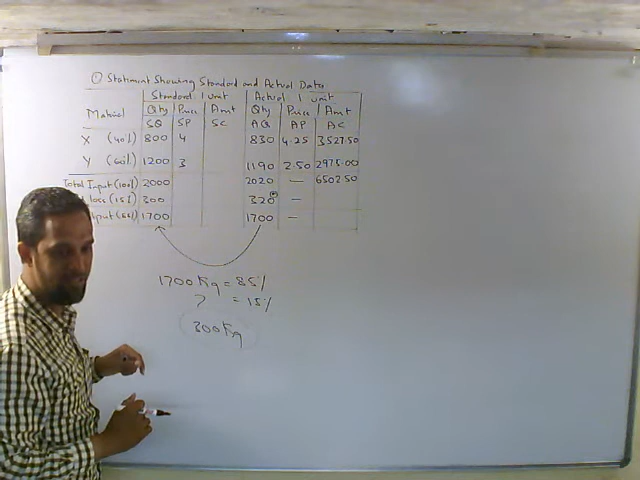 ① Statement Showing Standard and Actual Data
Standard 1 unit Actual 1 unit
Material Qty Price Amt Qty Price Amt
SQ SP SC AQ AP AC
X (40%) 800 4 830 4.25 3527.50
Y (60%) 1200 3 1190 2.50 2975.00
Total Input (100%) 2000 2020 — 6502.50
loss (15%) 300 320 —
1700 1700 —
1700 Kg = 85%
? = 15%
300 Kg